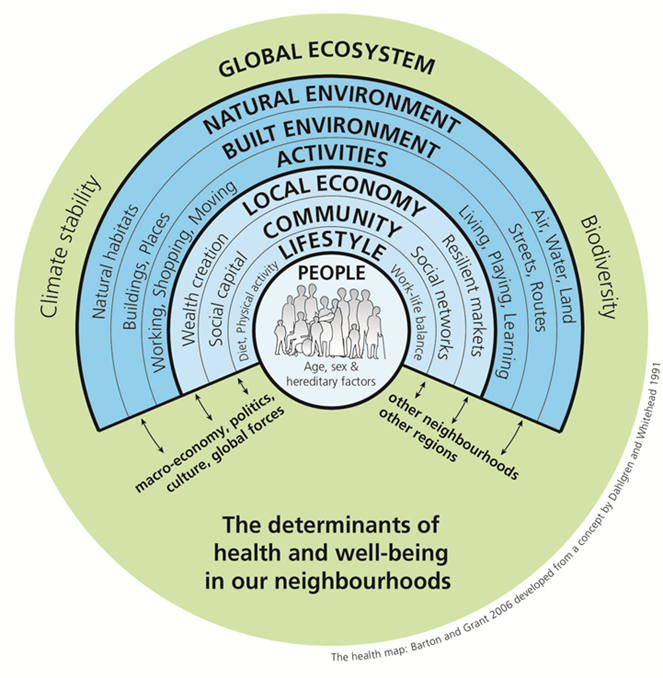 GLOBAL ECOSYSTEM
NATURAL ENVIRONMENT
BUILT ENVIRONMENT
ACTIVITIES
LOCAL ECONOMY
COMMUNITY
LIFESTYLE
PEOPLE
Age, sex &
hereditary factors
Climate stability
Natural habitats
Buildings, Places
Working, Shopping, Moving
Wealth creation
Social capital
Diet, Physical activity
Work-life balance
Social networks
Resilient markets
Living, Playing, Learning
Streets, Routes
Air, Water, Land
Biodiversity
macro-economy, politics,
culture, global forces
other neighbourhoods
other regions
The determinants of
health and well-being
in our neighbourhoods
The health map: Barton and Grant 2006 developed from a concept by Dahlgren and Whitehead 1991